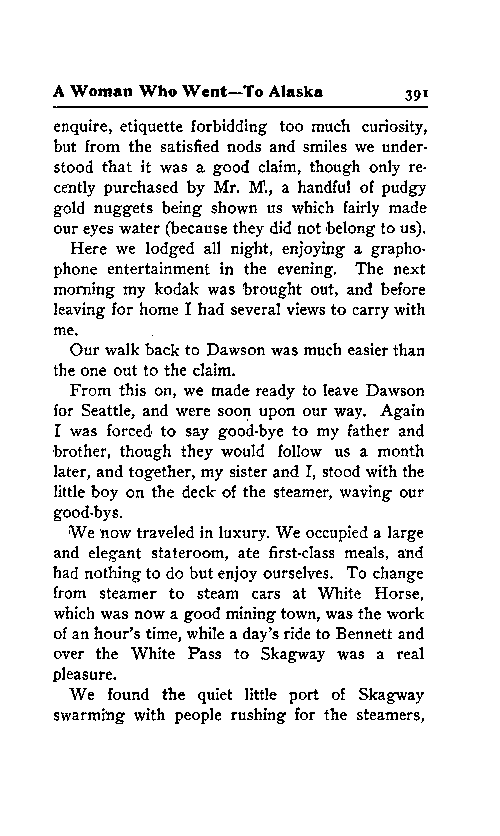 A Woman Who Went—To Alaska 391
enquire, etiquette forbidding too much curiosity,
but from the satisfied nods and smiles we under-
stood that it was a good claim, though only re-
cently purchased by Mr. M., a handful of pudgy
gold nuggets being shown us which fairly made
our eyes water (because they did not belong to us).
Here we lodged all night, enjoying a grapho-
phone entertainment in the evening. The next
morning my kodak was brought out, and before
leaving for home I had several views to carry with
me.
Our walk back to Dawson was much easier than
the one out to the claim.
From this on, we made ready to leave Dawson
for Seattle, and were soon upon our way. Again
I was forced to say good-bye to my father and
brother, though they would follow us a month
later, and together, my sister and I, stood with the
little boy on the deck of the steamer, waving our
good-bys.
We now traveled in luxury. We occupied a large
and elegant stateroom, ate first-class meals, and
had nothing to do but enjoy ourselves. To change
from steamer to steam cars at White Horse,
which was now a good mining town, was the work
of an hour's time, while a day's ride to Bennett and
over the White Pass to Skagway was a real
pleasure.
We found the quiet little port of Skagway
swarming with people rushing for the steamers,